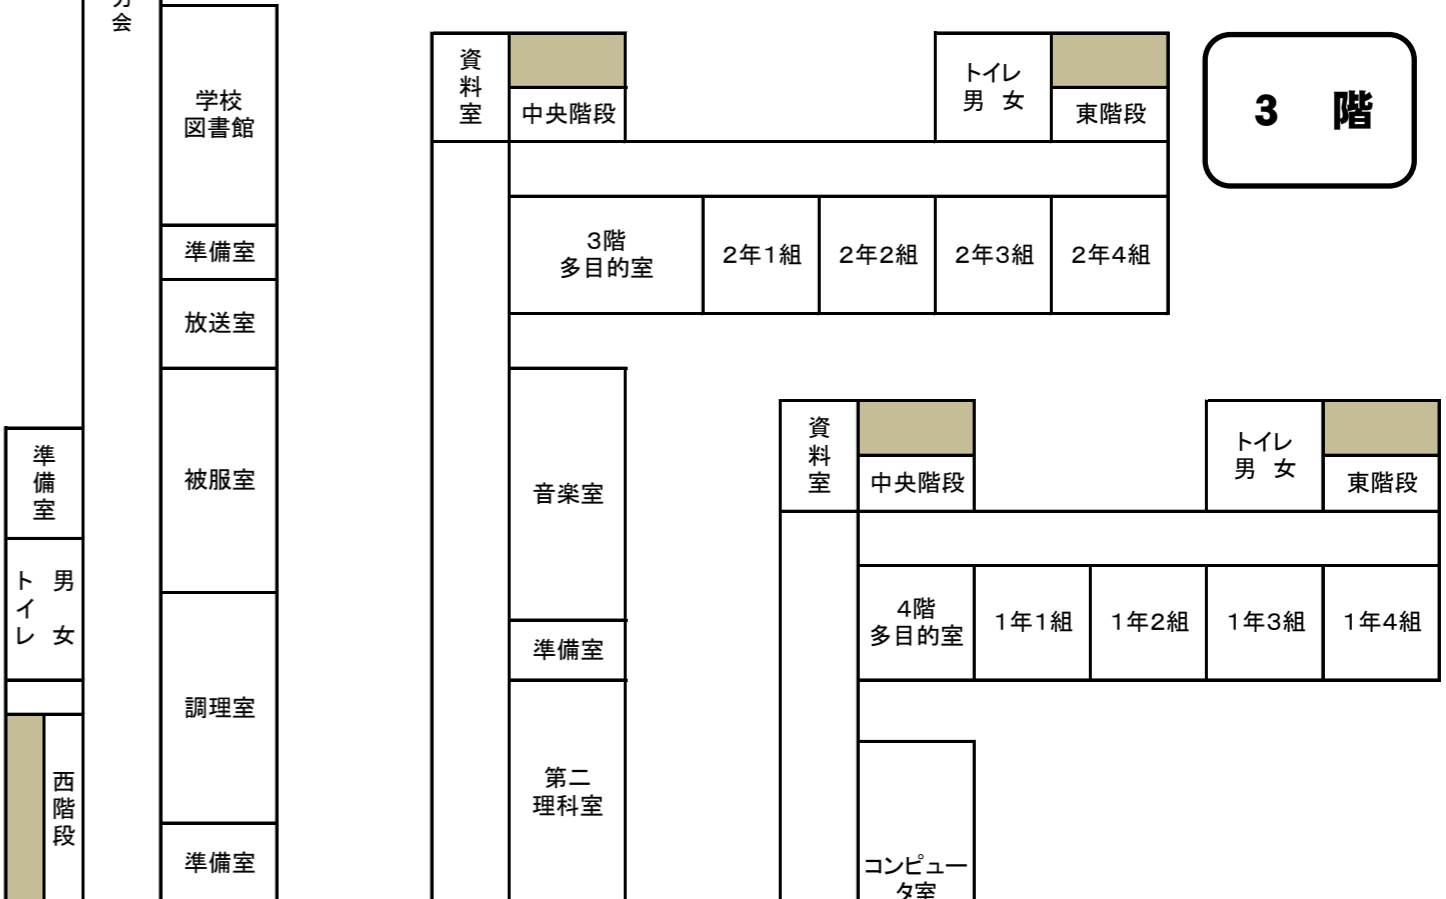 会
学校
図書館
準備室
放送室
被服室
調理室
準備室
準備室
トイレ
男 女
西階段
資料室
中央階段
トイレ
男 女
東階段
3 階
3階
多目的室
2年1組
2年2組
2年3組
2年4組
音楽室
準備室
第二
理科室
資料室
中央階段
トイレ
男 女
東階段
4階
多目的室
1年1組
1年2組
1年3組
1年4組
コンピュー
タ室